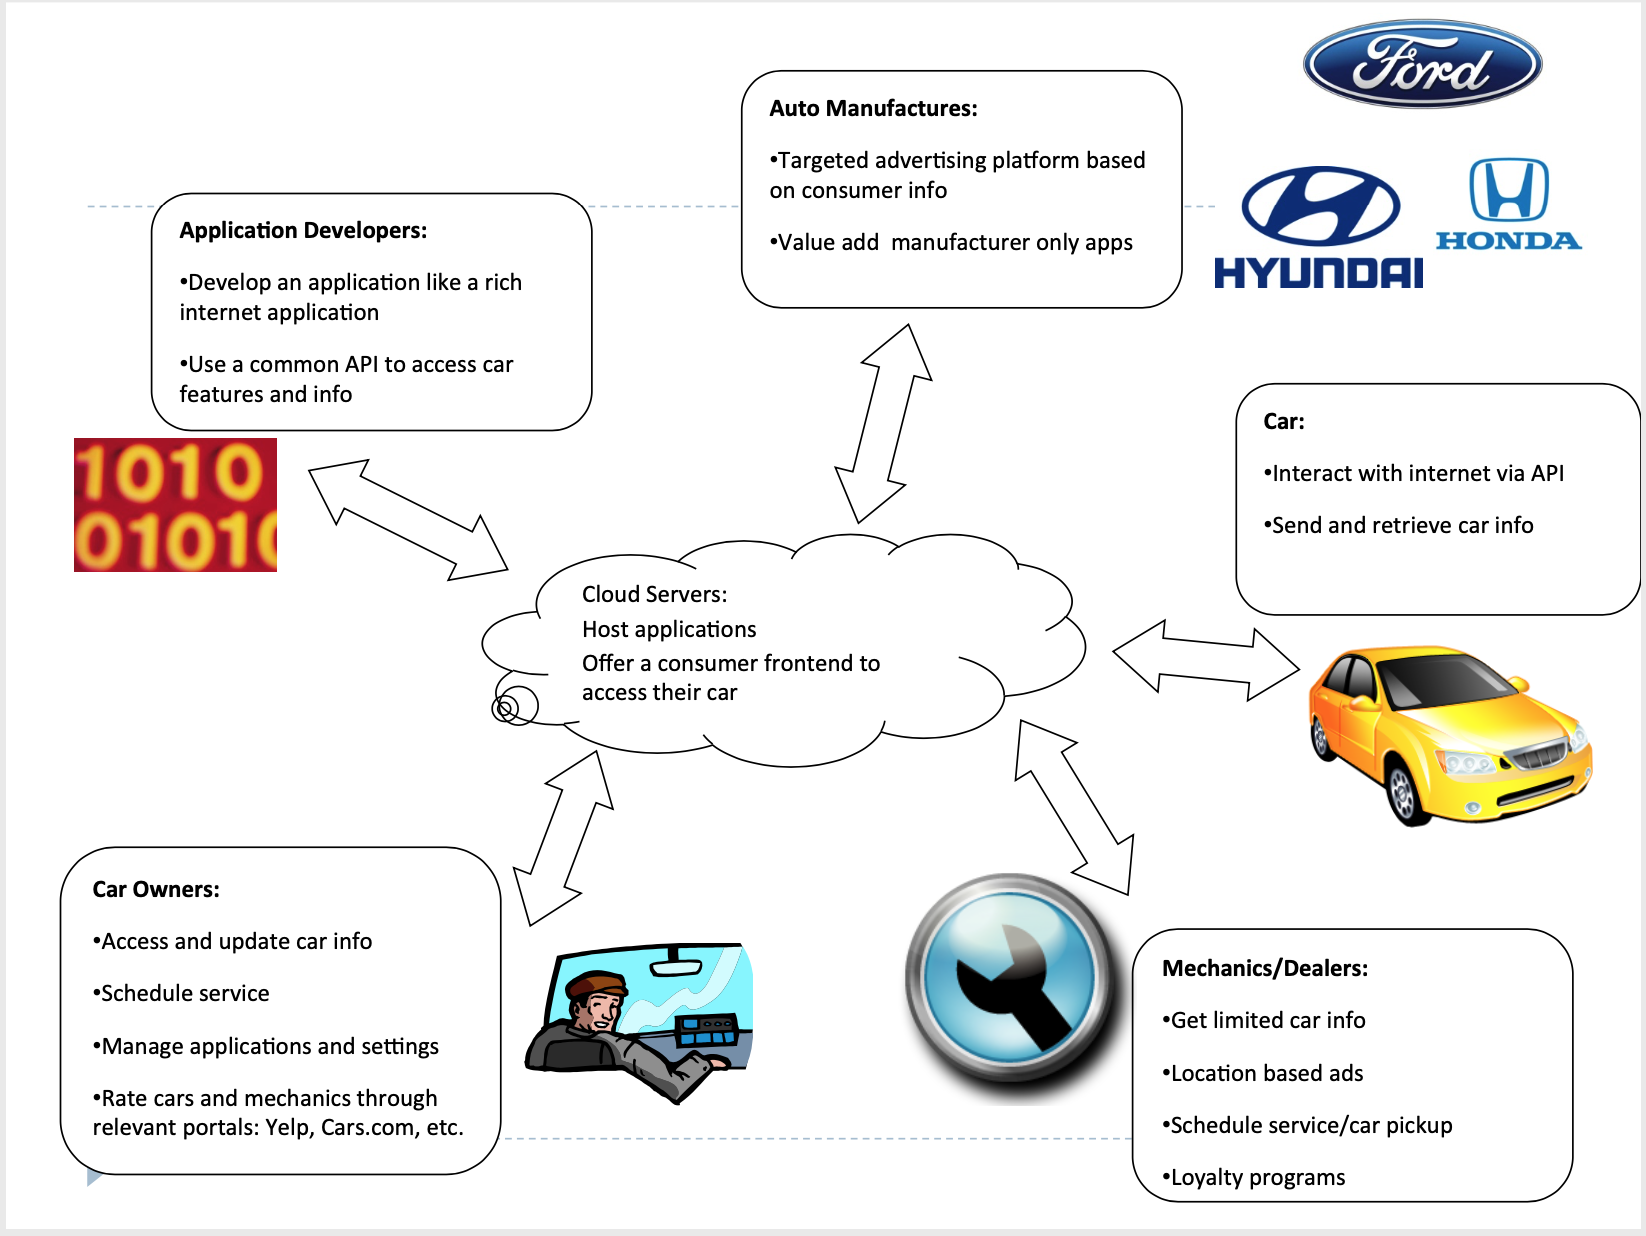 Ford
Auto Manufactures:
•Targeted advertising platform based
on consumer info
•Value add  manufacturer only apps
HYUNDAI
HONDA
Application Developers:
•Develop an application like a rich
internet application
•Use a common API to access car
features and info
1010
01010
Car:
•Interact with internet via API
•Send and retrieve car info
Cloud Servers:
Host applications
Offer a consumer frontend to
access their car
Car Owners:
•Access and update car info
•Schedule service
•Manage applications and settings
•Rate cars and mechanics through
relevant portals: Yelp, Cars.com, etc.
Mechanics/Dealers:
•Get limited car info
•Location based ads
•Schedule service/car pickup
•Loyalty programs